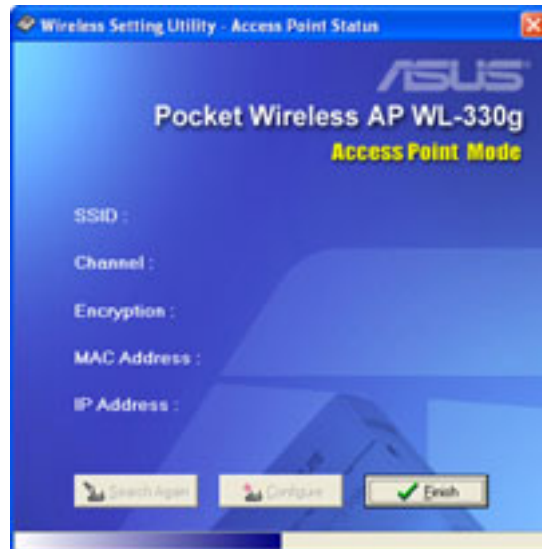 Wireless Setting Utility - Access Point Status
ASUS
Pocket Wireless AP WL-330g
Access Point Mode
SSID :
Channel :
Encryption :
MAC Address :
IP Address :
Search Again
Configure
Finish